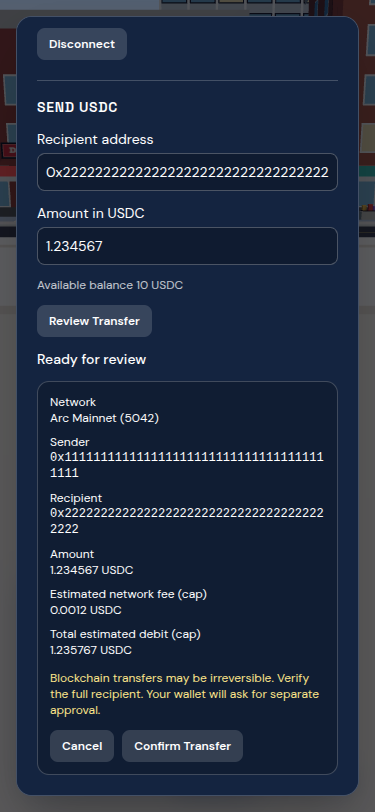 Disconnect
SEND USDC
Recipient address
0x22222222222222222222222222222222222
Amount in USDC
1.234567
Available balance 10 USDC
Review Transfer
Ready for review
Network
Arc Mainnet (5042)
Sender
0x111111111111111111111111111111111111
1111
Recipient
0x222222222222222222222222222222222222
2222
Amount
1.234567 USDC
Estimated network fee (cap)
0.0012 USDC
Total estimated debit (cap)
1.235767 USDC
Blockchain transfers may be irreversible. Verify
the full recipient. Your wallet will ask for separate
approval.
Cancel
Confirm Transfer